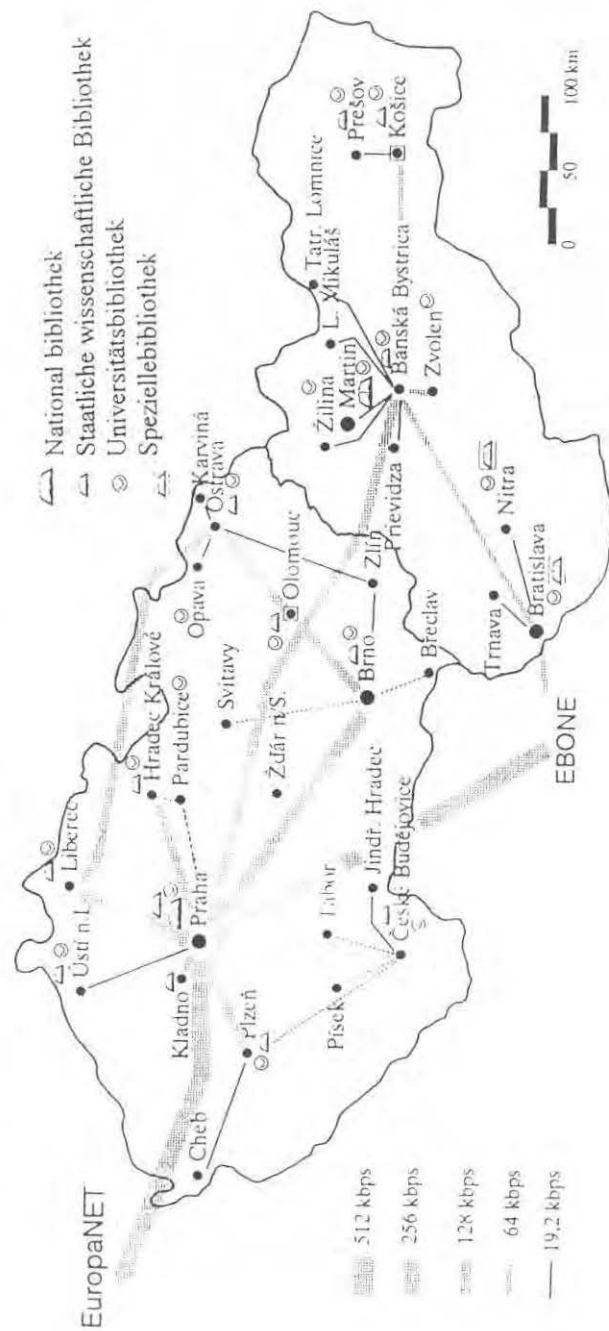 National bibliothek
Staatliche wissenschaftliche Bibliothek
Universitätsbibliothek
Speziellebibliothek
EuropaNET
Cheb
Plzeň
Kladno
Praha
Ústí n.L.
Liberec
Hradec Králové
Pardubice
Písek
Tábor
České Budějovice
Jindř. Hradec
Žďár n/S.
Svitavy
Brno
Břeclav
Olomouc
Opava
Ostrava
Karviná
Zlín
EBONE
Trnava
Bratislava
Nitra
Prievidza
Žilina
Martin
L. Mikuláš
Tatr. Lomnice
Banská Bystrica
Zvolen
Prešov
Košice
512 kbps
256 kbps
128 kbps
64 kbps
19,2 kbps
0 50 100 km